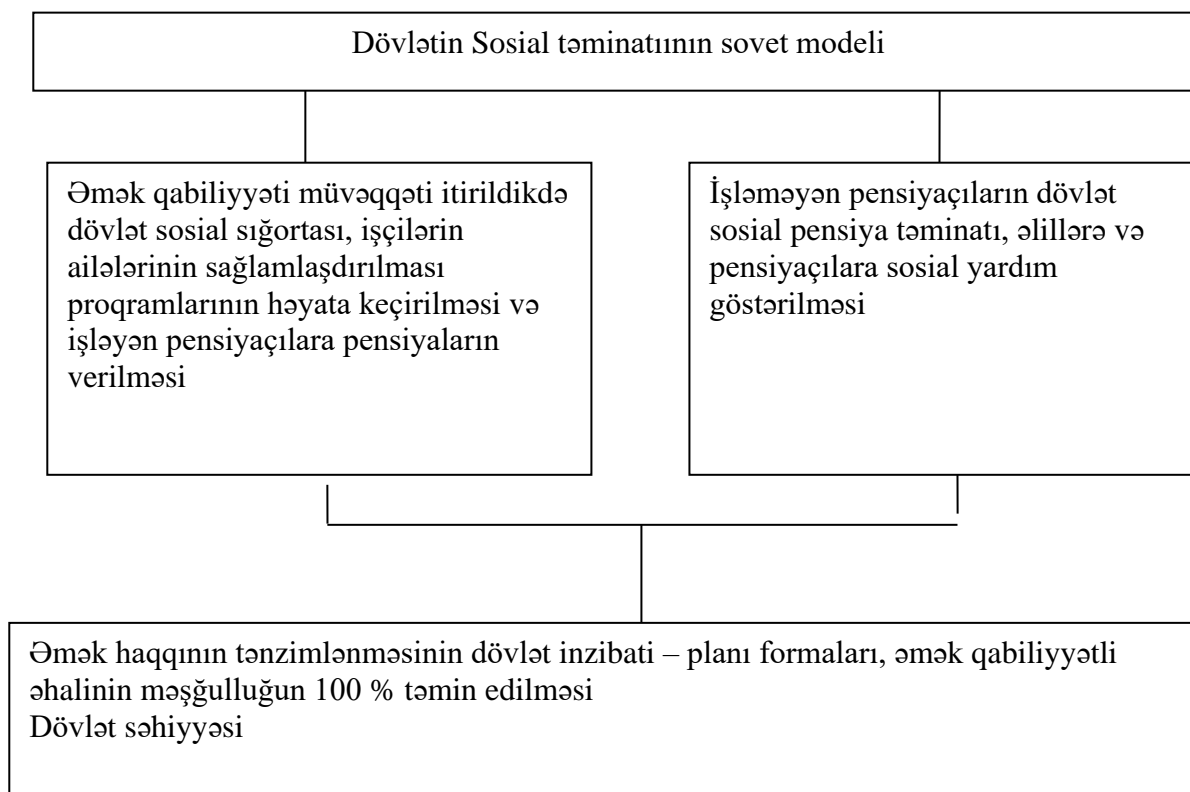 Dövlətin Sosial təminatıının sovet modeli
Əmək qabiliyyəti müvəqqəti itirildikdə
dövlət sosial sığortası, işçilərin
ailələrinin sağlamlaşdırılması
proqramlarının həyata keçirilməsi və
işləyən pensiyaçılara pensiyaların
verilməsi
İşləməyən pensiyaçıların dövlət
sosial pensiya təminatı, əlillərə və
pensiyaçılara sosial yardım
göstərilməsi
Əmək haqqının tənzimlənməsinin dövlət inzibati – planı formaları, əmək qabiliyyətli
əhalinin məşğulluğun 100 % təmin edilməsi
Dövlət səhiyyəsi